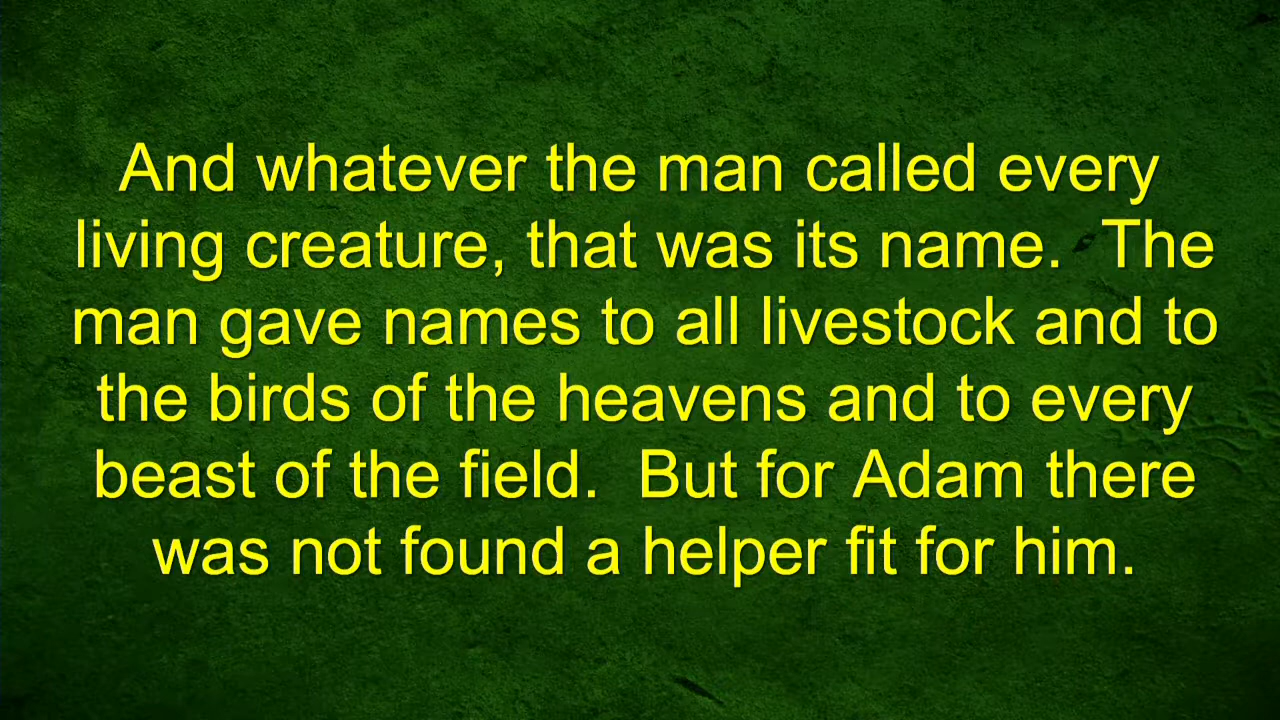 And whatever the man called every
living creature, that was its name.  The
man gave names to all livestock and to
the birds of the heavens and to every
beast of the field.  But for Adam there
was not found a helper fit for him.